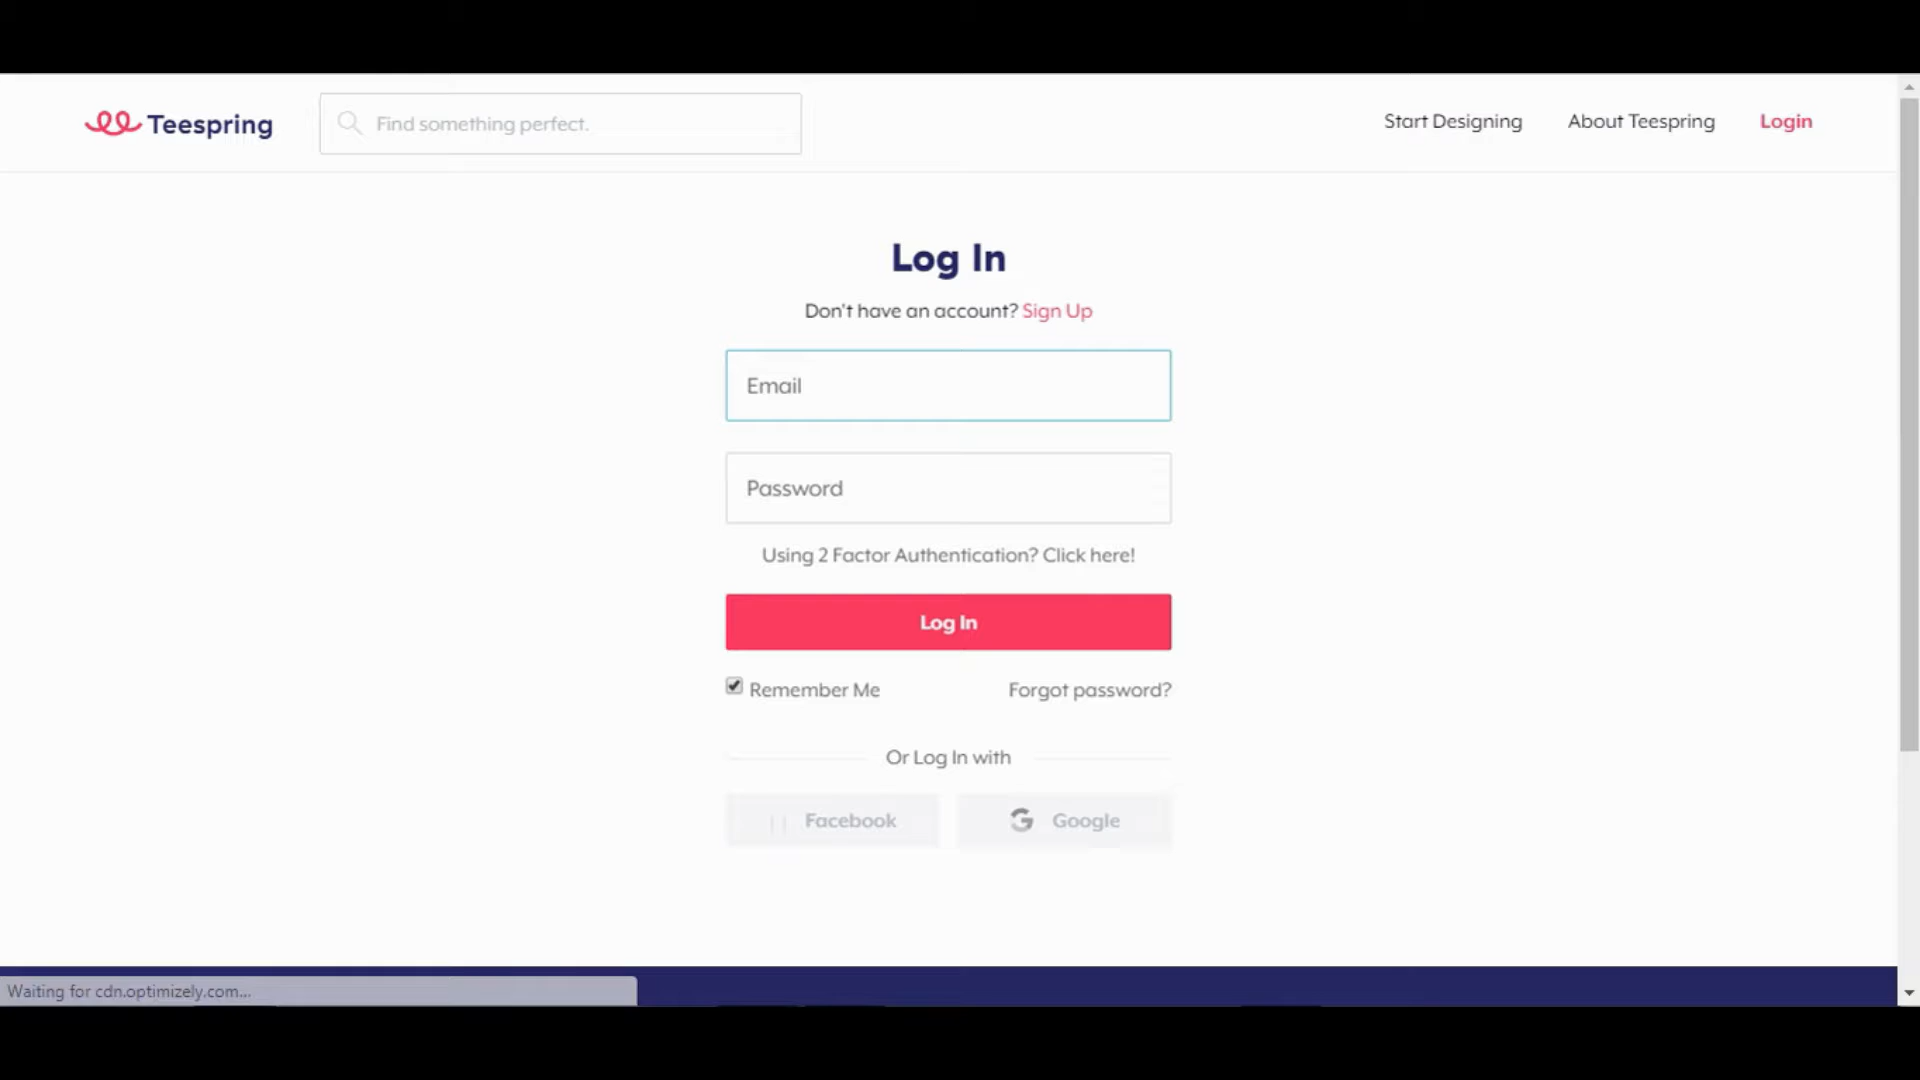 Teespring
Find something perfect.
Start Designing
About Teespring
Login
Log In
Don't have an account? Sign Up
Email
Password
Using 2 Factor Authentication? Click here!
Log In
Remember Me
Forgot password?
Or Log In with
Facebook
Google
Waiting for cdn.optimizely.com...